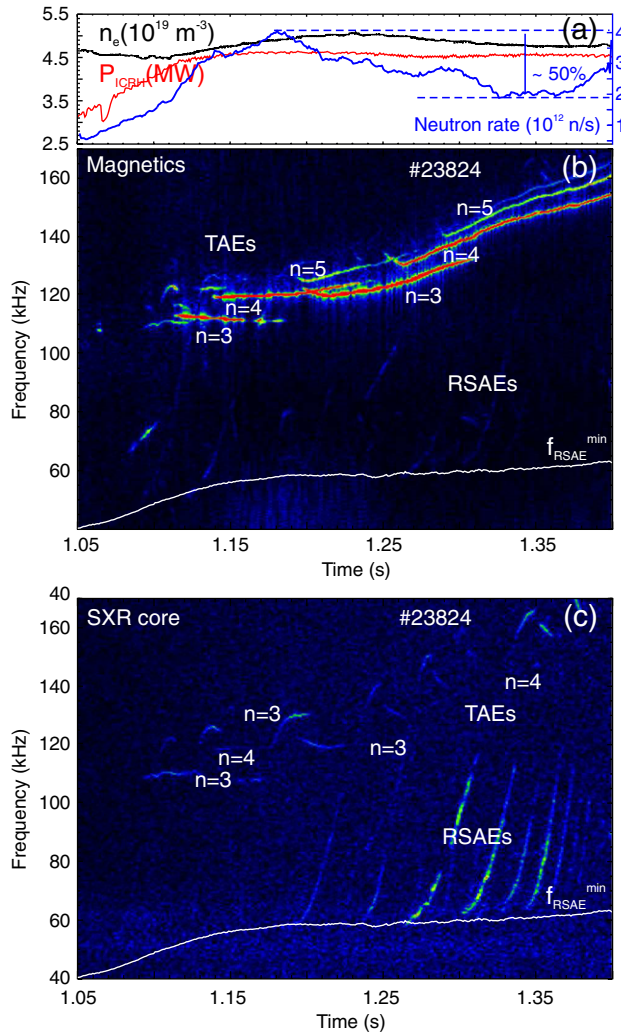 n_e(10^19 m^-3) (a)
5.5 4
4.5 P_ICRH(MW) 3
~ 50%
3.5 2
Neutron rate (10^12 n/s) 1
2.5
160 Magnetics #23824 (b)
n=5
140 TAEs
n=5 n=4
120 n=4 n=3
n=3
100
Frequency (kHz)
80 RSAEs
f_RSAE^min
60
1.05 1.15 1.25 1.35
Time (s)
40
160 SXR core #23824 (c)
140 n=4
n=3 TAEs
120 n=4 n=3
n=3
100
Frequency (kHz)
RSAEs
80
f_RSAE^min
60
40
1.05 1.15 1.25 1.35
Time (s)